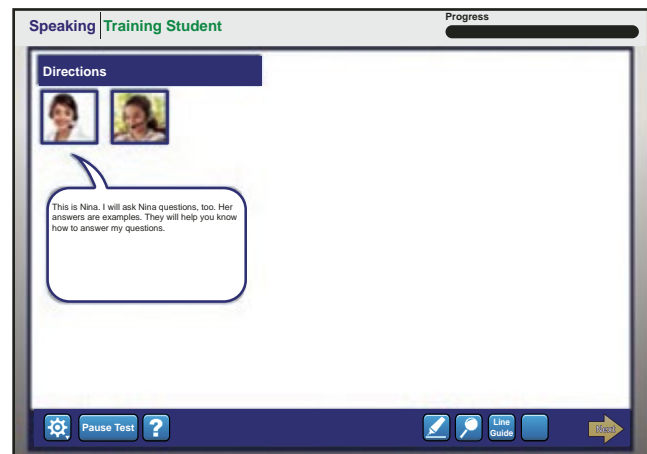 Speaking Training Student
Progress
Directions
This is Nina. I will ask Nina questions, too. Her
answers are examples. They will help you know
how to answer my questions.
Pause Test
?
Line
Guide
Next